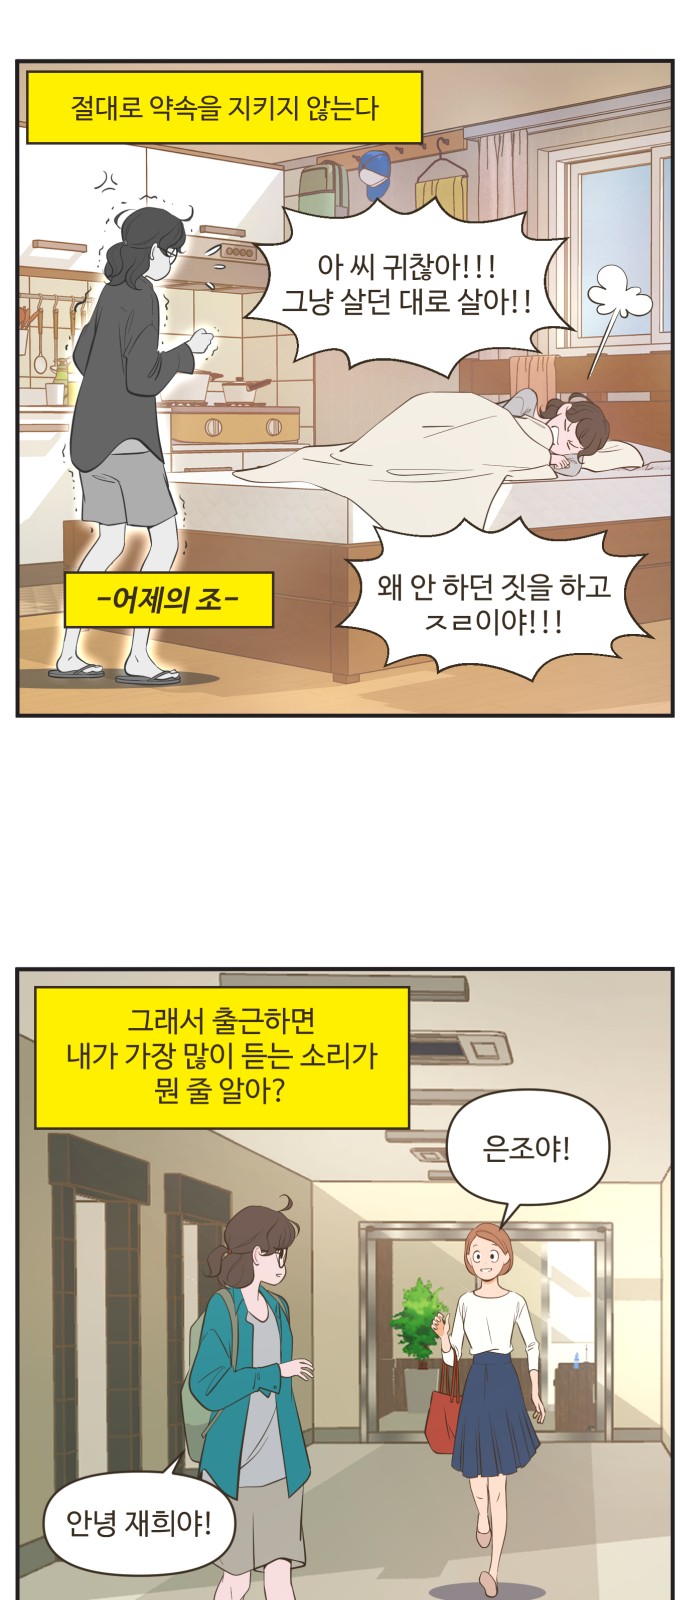 절대로 약속을 지키지 않는다
아 씨 귀찮아!!!
그냥 살던 대로 살아!!
-어제의 조-
왜 안 하던 짓을 하고
ㅈㄹ이야!!!
그래서 출근하면
내가 가장 많이 듣는 소리가
뭔 줄 알아?
은조야!
안녕 재희야!